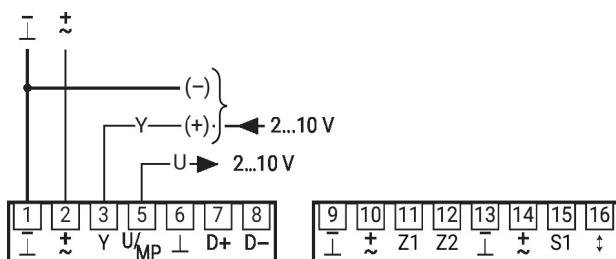 ⊥ ~
− +
(−)
Y (+) 2...10 V
U 2...10 V
1 2 3 5 6 7 8 9 10 11 12 13 14 15 16
⊥ ~ Y U/MP ⊥ D+ D− ⊥ ~ Z1 Z2 ⊥ ~ S1 ↕